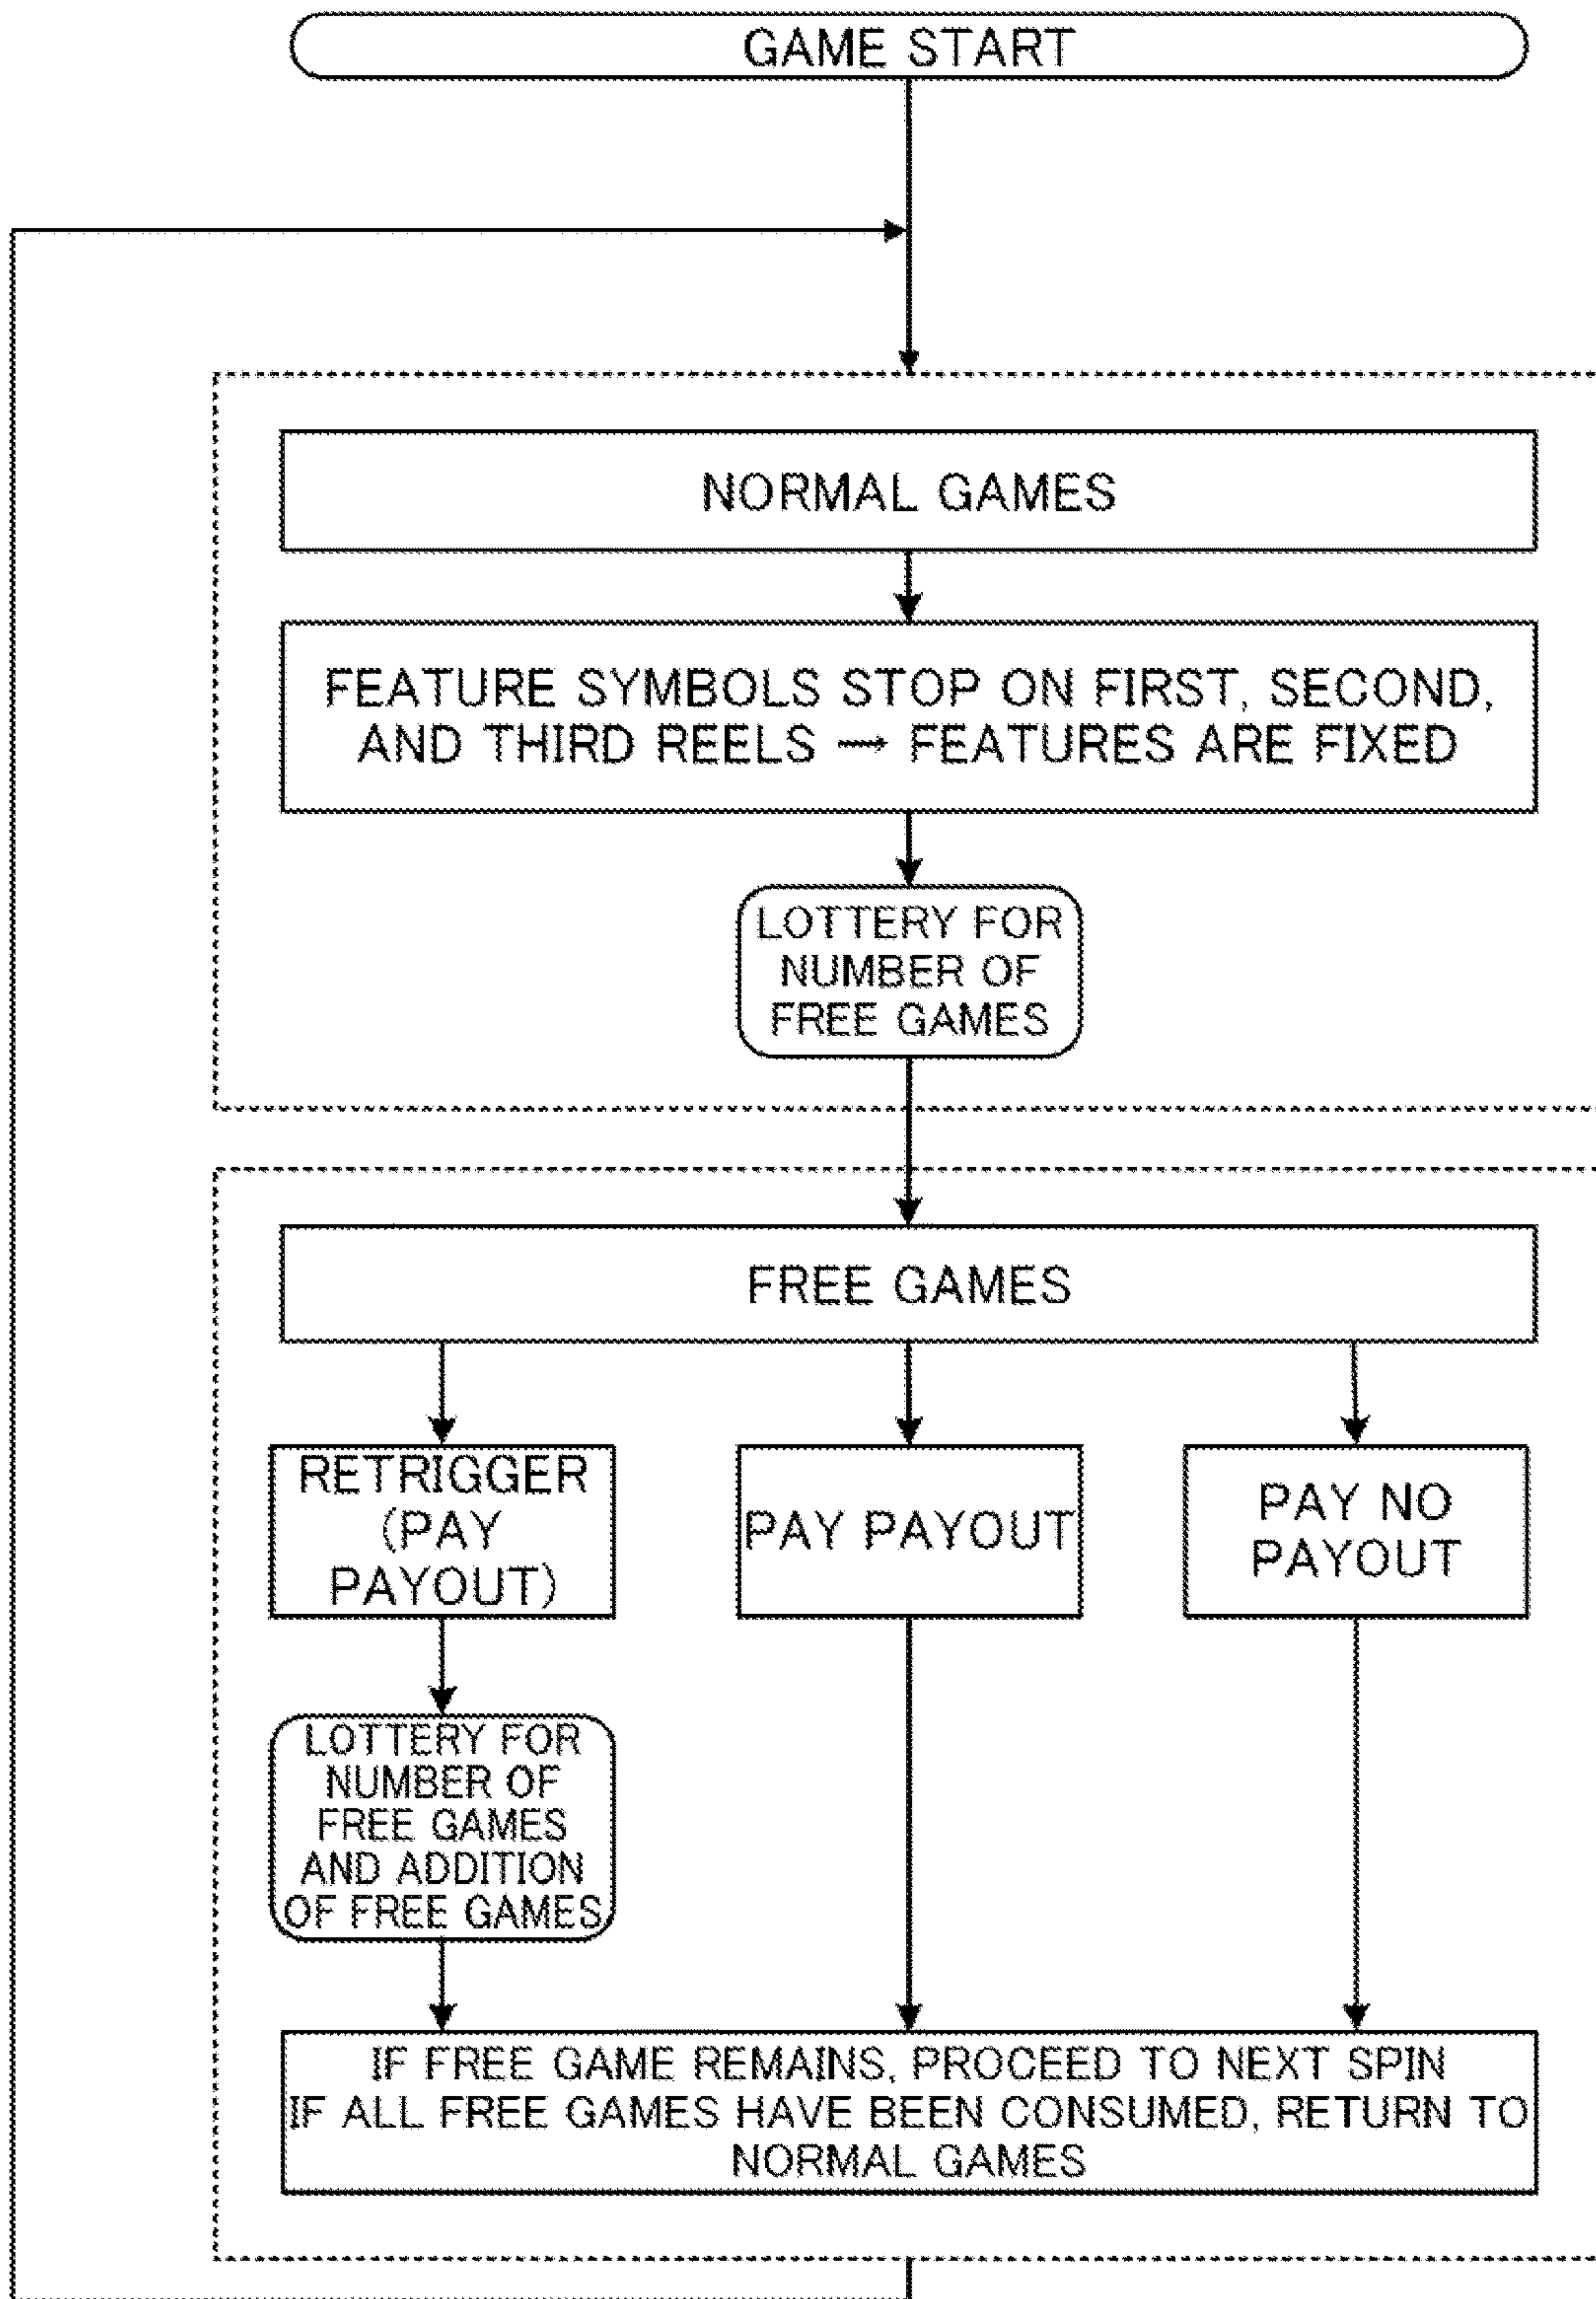 GAME START
NORMAL GAMES
FEATURE SYMBOLS STOP ON FIRST, SECOND,
AND THIRD REELS → FEATURES ARE FIXED
LOTTERY FOR
NUMBER OF
FREE GAMES
FREE GAMES
RETRIGGER
(PAY
PAYOUT)
PAY PAYOUT
PAY NO
PAYOUT
LOTTERY FOR
NUMBER OF
FREE GAMES
AND ADDITION
OF FREE GAMES
IF FREE GAME REMAINS, PROCEED TO NEXT SPIN
IF ALL FREE GAMES HAVE BEEN CONSUMED, RETURN TO
NORMAL GAMES